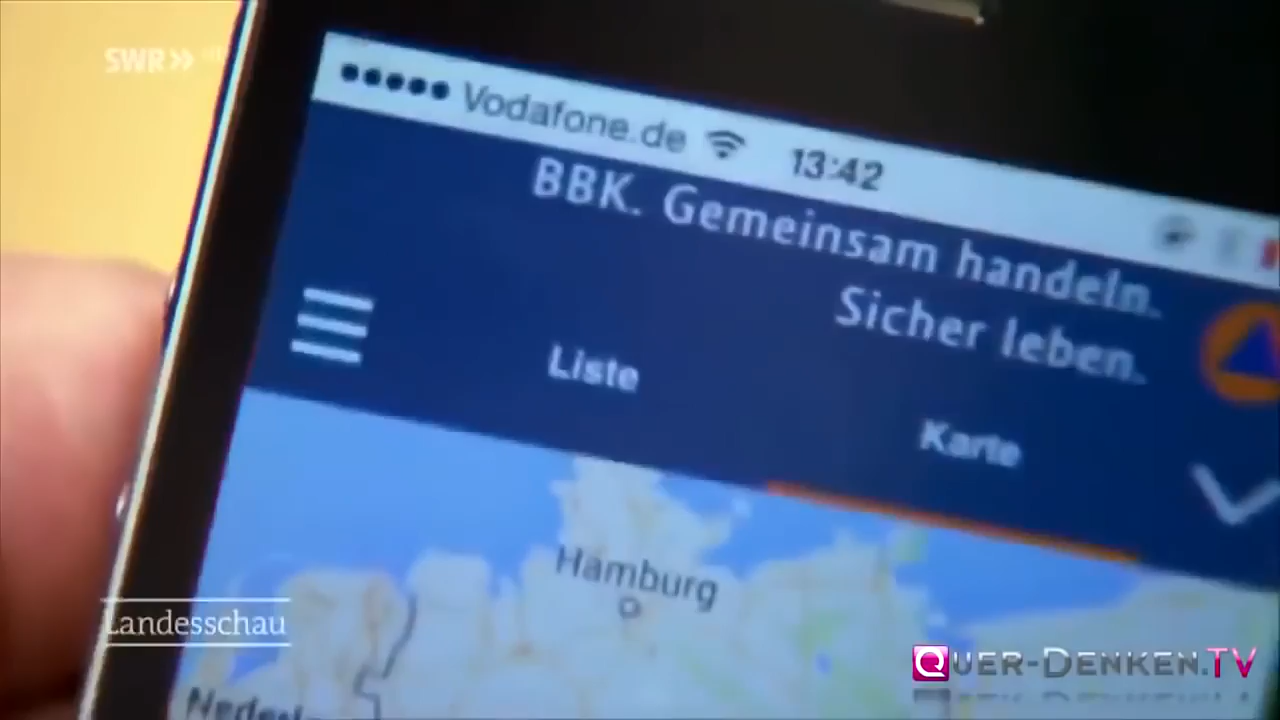 SWR»
Vodafone.de 13:42
BBK. Gemeinsam handeln.
Sicher leben.
Liste
Karte
Hamburg
Landesschau
QUER-DENKEN.TV